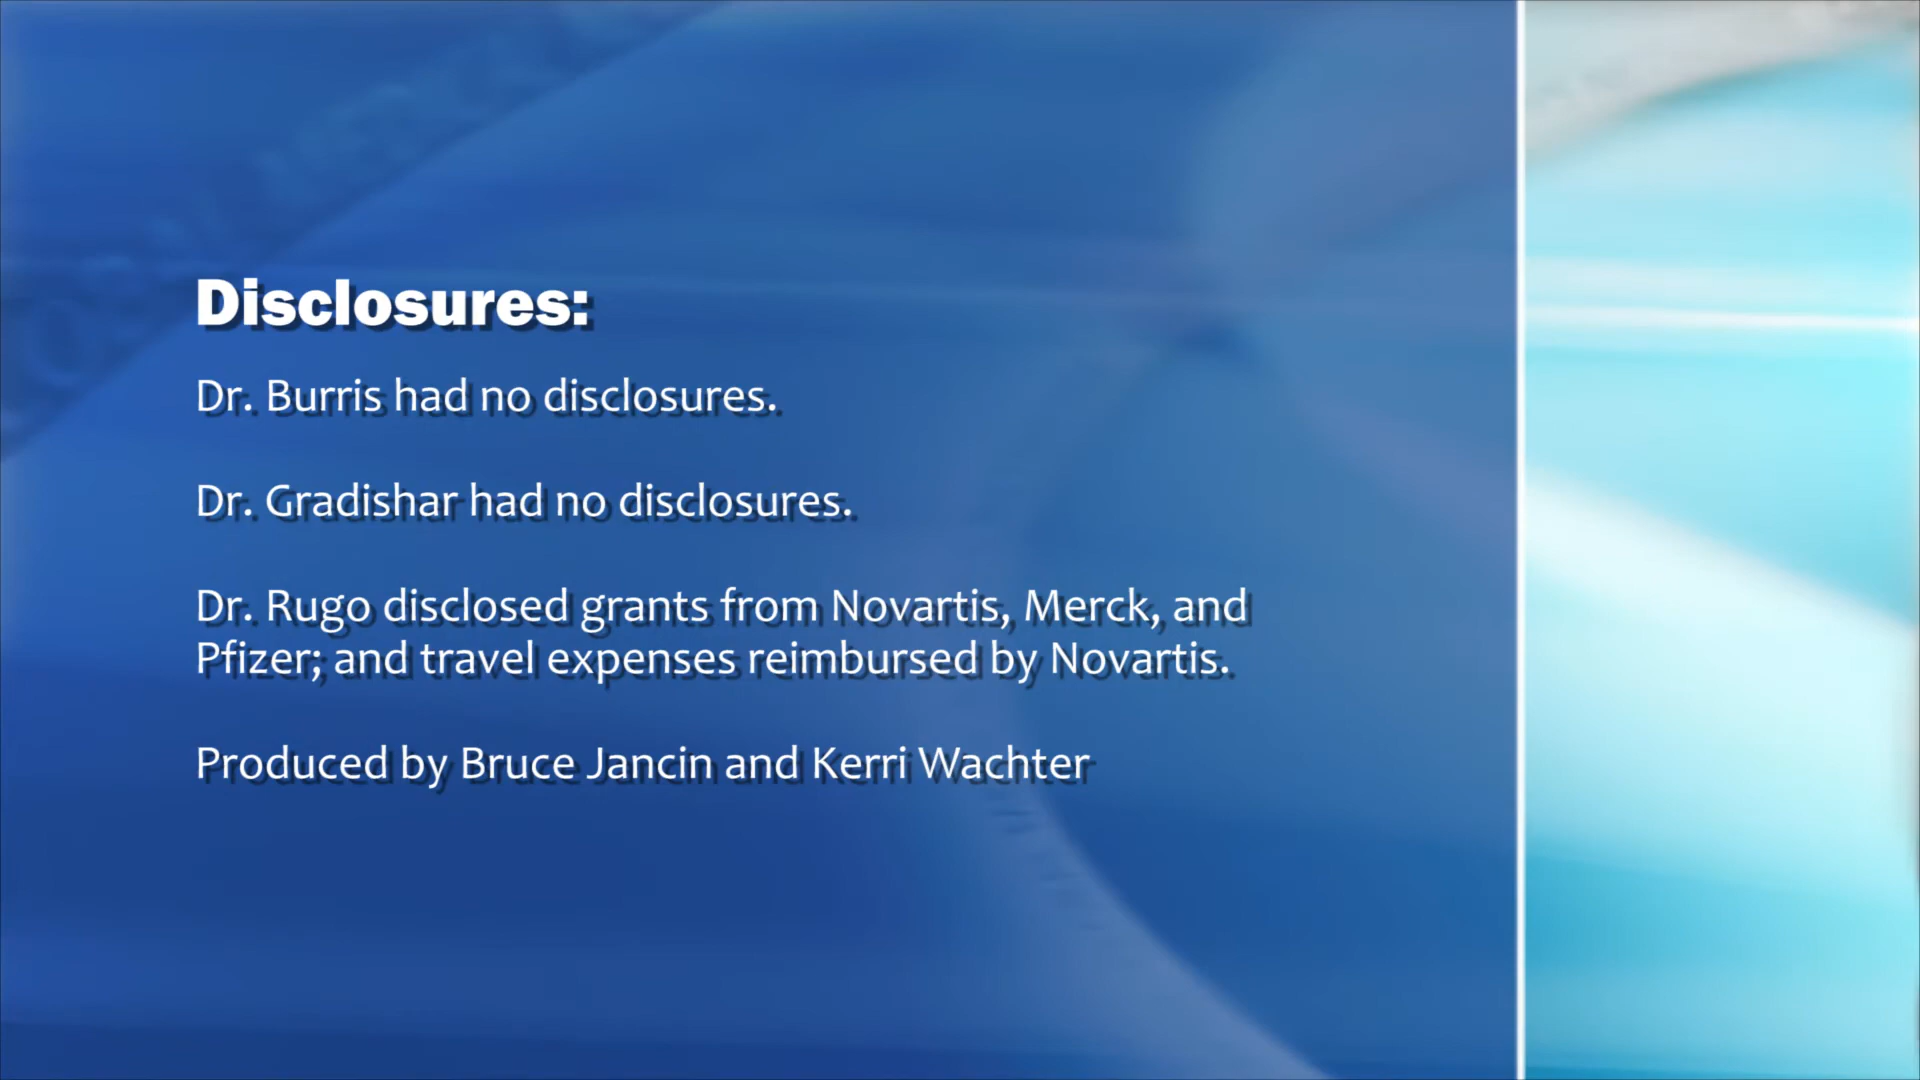 Disclosures:
Dr. Burris had no disclosures.
Dr. Gradishar had no disclosures.
Dr. Rugo disclosed grants from Novartis, Merck, and
Pfizer; and travel expenses reimbursed by Novartis.
Produced by Bruce Jancin and Kerri Wachter